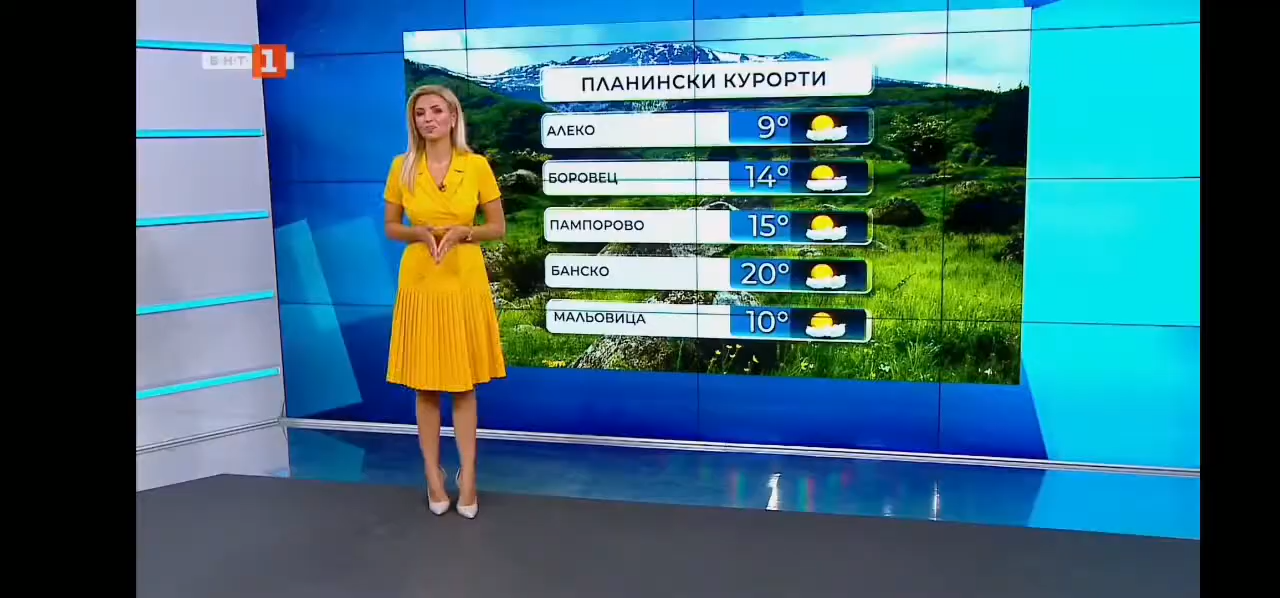 БНТ 1
ПЛАНИНСКИ КУРОРТИ
АЛЕКО 9°
БОРОВЕЦ 14°
ПАМПОРОВО 15°
БАНСКО 20°
МАЛЬОВИЦА 10°